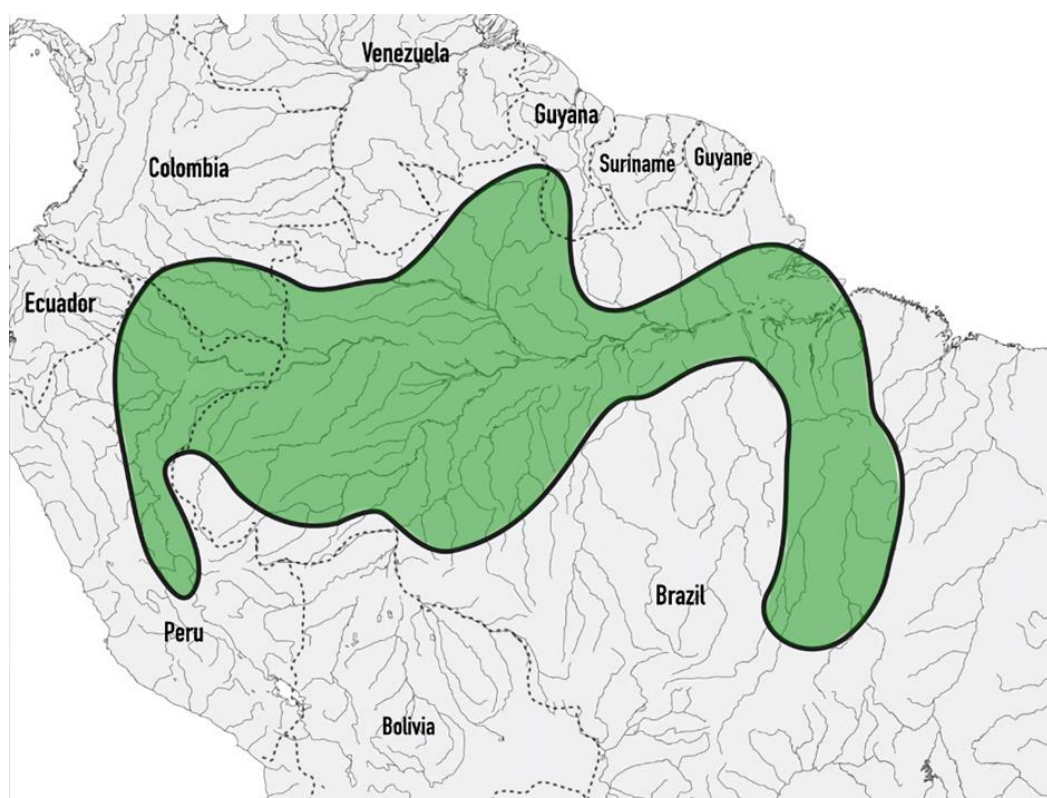 Venezuela
Guyana
Suriname
Guyane
Colombia
Ecuador
Brazil
Peru
Bolivia